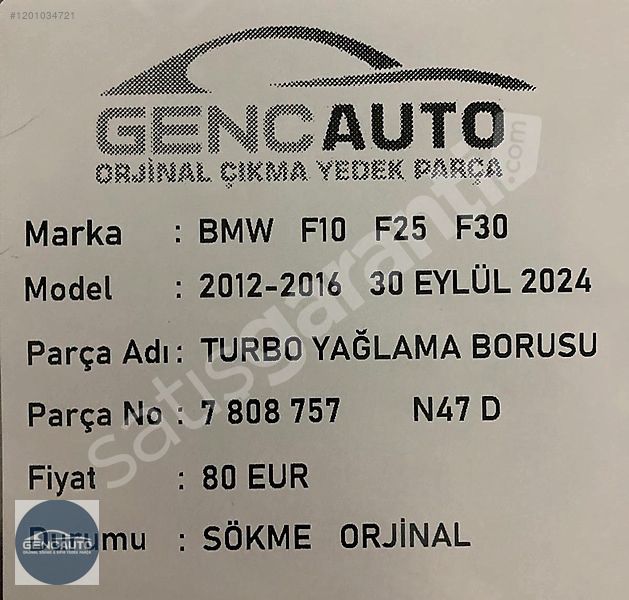 #1201034721
GENCAUTO
ORJİNAL ÇIKMA YEDEK PARÇA
Marka : BMW F10 F25 F30
Model : 2012-2016 30 EYLÜL 2024
Parça Adı : TURBO YAĞLAMA BORUSU
Parça No : 7 808 757 N47 D
Fiyat : 80 EUR
Durumu : SÖKME ORJİNAL
satışgaranti.com
GENCAUTO